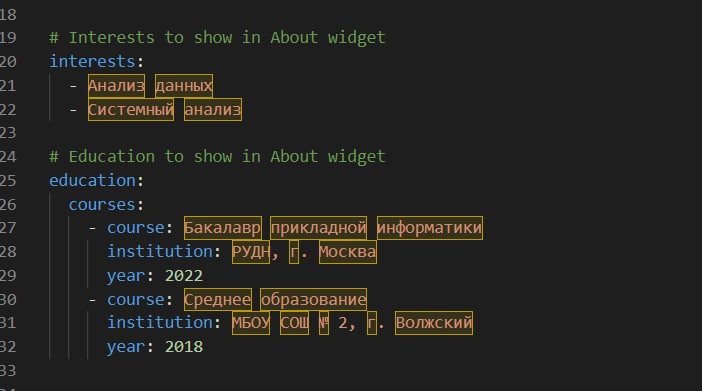 18
19 # Interests to show in About widget
20 interests:
21 - Анализ данных
22 - Системный анализ
23
24 # Education to show in About widget
25 education:
26 courses:
27 - course: Бакалавр прикладной информатики
28 institution: РУДН, г. Москва
29 year: 2022
30 - course: Среднее образование
31 institution: МБОУ СОШ № 2, г. Волжский
32 year: 2018
33